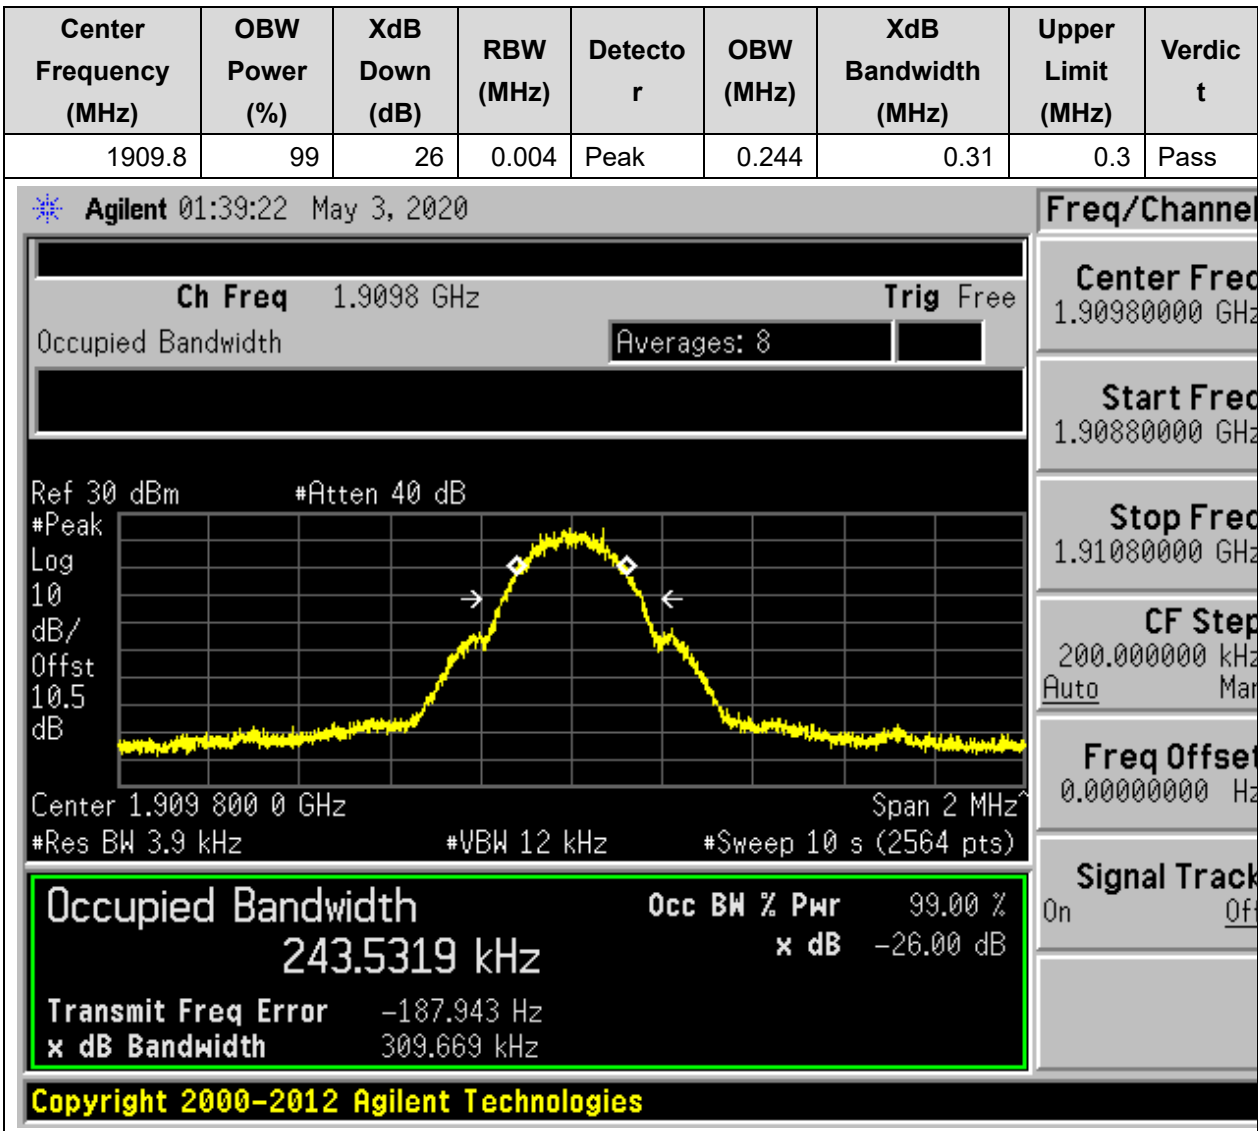 Center Frequency (MHz) OBW Power (%) XdB Down (dB) RBW (MHz) Detecto r OBW (MHz) XdB Bandwidth (MHz) Upper Limit (MHz) Verdic t
1909.8 99 26 0.004 Peak 0.244 0.31 0.3 Pass
Agilent 01:39:22 May 3, 2020
Freq/Channel
Ch Freq 1.9098 GHz Trig Free
Occupied Bandwidth Averages: 8
Center Freq
1.90980000 GHz
Start Freq
1.90880000 GHz
Stop Freq
1.91080000 GHz
CF Step
200.000000 kHz
Auto Man
Freq Offset
0.00000000 Hz
Signal Track
On Off
Ref 30 dBm #Atten 40 dB
#Peak
Log
10
dB/
Offst
10.5
dB
Center 1.909 800 0 GHz Span 2 MHz^
#Res BW 3.9 kHz #VBW 12 kHz #Sweep 10 s (2564 pts)
Occupied Bandwidth
243.5319 kHz
Occ BW % Pwr 99.00 %
x dB -26.00 dB
Transmit Freq Error -187.943 Hz
x dB Bandwidth 309.669 kHz
Copyright 2000-2012 Agilent Technologies